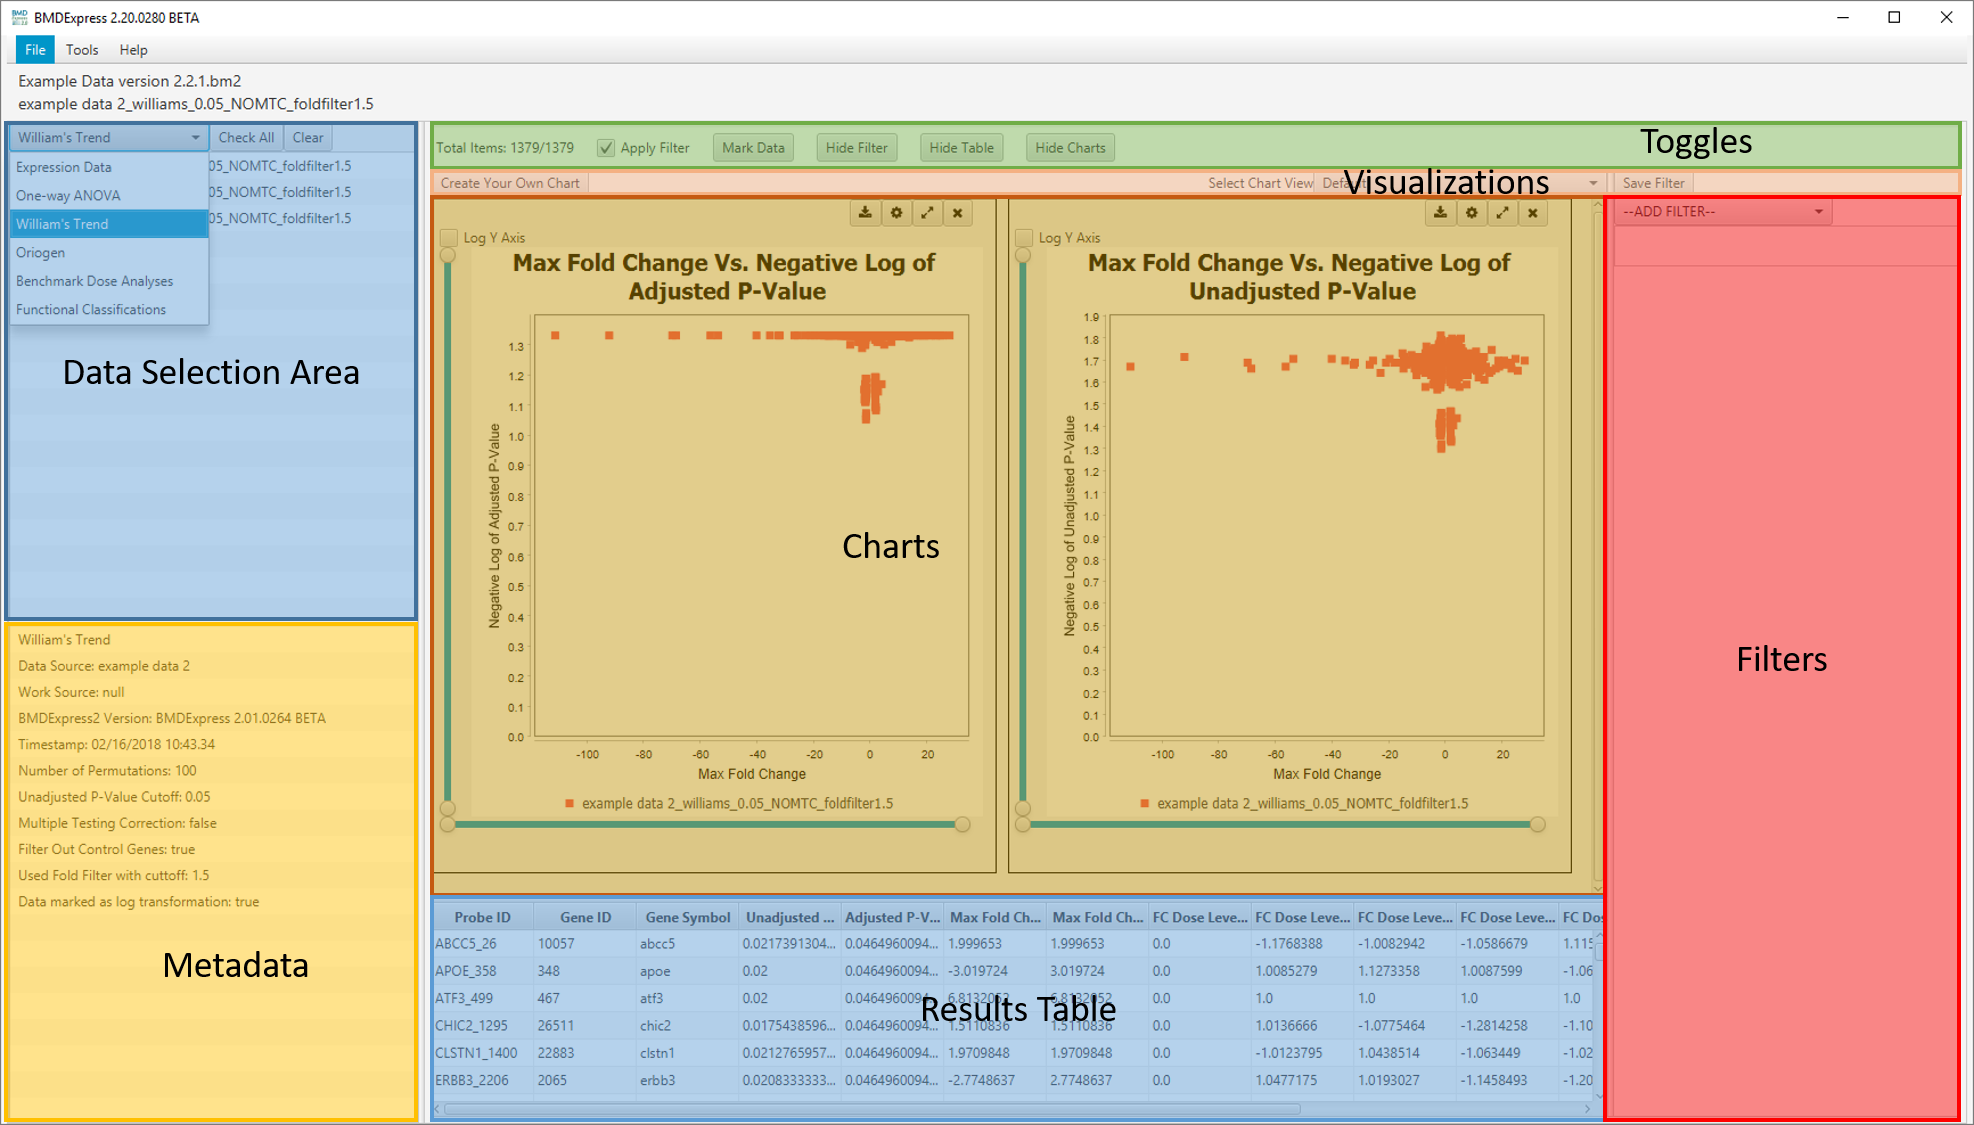 BMDExpress 2.20.0280 BETA
File Tools Help
Example Data version 2.2.1.bm2
example data 2_williams_0.05_NOMTC_foldfilter1.5
William's Trend Check All Clear
Expression Data 05_NOMTC_foldfilter1.5
One-way ANOVA 05_NOMTC_foldfilter1.5
William's Trend 05_NOMTC_foldfilter1.5
Oriogen
Benchmark Dose Analyses
Functional Classifications
Data Selection Area
William's Trend
Data Source: example data 2
Work Source: null
BMDExpress2 Version: BMDExpress 2.01.0264 BETA
Timestamp: 02/16/2018 10:43.34
Number of Permutations: 100
Unadjusted P-Value Cutoff: 0.05
Multiple Testing Correction: false
Filter Out Control Genes: true
Used Fold Filter with cuttoff: 1.5
Data marked as log transformation: true
Metadata
Total Items: 1379/1379 Apply Filter Mark Data Hide Filter Hide Table Hide Charts Toggles
Create Your Own Chart Select Chart View Default Visualizations Save Filter
Log Y Axis
Max Fold Change Vs. Negative Log of
Adjusted P-Value
Negative Log of Adjusted P-Value
1.3
1.2
1.1
1.0
0.9
0.8
0.7
0.6
0.5
0.4
0.3
0.2
0.1
0.0
-100 -80 -60 -40 -20 0 20
Max Fold Change
example data 2_williams_0.05_NOMTC_foldfilter1.5
Charts
Log Y Axis
Max Fold Change Vs. Negative Log of
Unadjusted P-Value
Negative Log of Unadjusted P-Value
1.9
1.8
1.7
1.6
1.5
1.4
1.3
1.2
1.1
1.0
0.9
0.8
0.7
0.6
0.5
0.4
0.3
0.2
0.1
0.0
-100 -80 -60 -40 -20 0 20
Max Fold Change
example data 2_williams_0.05_NOMTC_foldfilter1.5
--ADD FILTER--
Filters
Probe ID Gene ID Gene Symbol Unadjusted ... Adjusted P-V... Max Fold Ch... Max Fold Ch... FC Dose Leve... FC Dose Leve... FC Dose Leve... FC Dose Leve... FC Dos
ABCC5_26 10057 abcc5 0.0217391304... 0.0464960094... 1.999653 1.999653 0.0 -1.1768388 -1.0082942 -1.0586679 1.115
APOE_358 348 apoe 0.02 0.0464960094... -3.019724 3.019724 0.0 1.0085279 1.1273358 1.0087599 -1.06
ATF3_499 467 atf3 0.02 0.0464960094... 6.8132052 6.8132052 0.0 1.0 1.0 1.0 1.0
Results Table
CHIC2_1295 26511 chic2 0.0175438596... 0.0464960094... 1.5110836 1.5110836 0.0 1.0136666 -1.0775464 -1.2814258 -1.10
CLSTN1_1400 22883 clstn1 0.0212765957... 0.0464960094... 1.9709848 1.9709848 0.0 -1.0123795 1.0438514 -1.063449 -1.02
ERBB3_2206 2065 erbb3 0.0208333333... 0.0464960094... -2.7748637 2.7748637 0.0 1.0477175 1.0193027 -1.1458493 -1.20